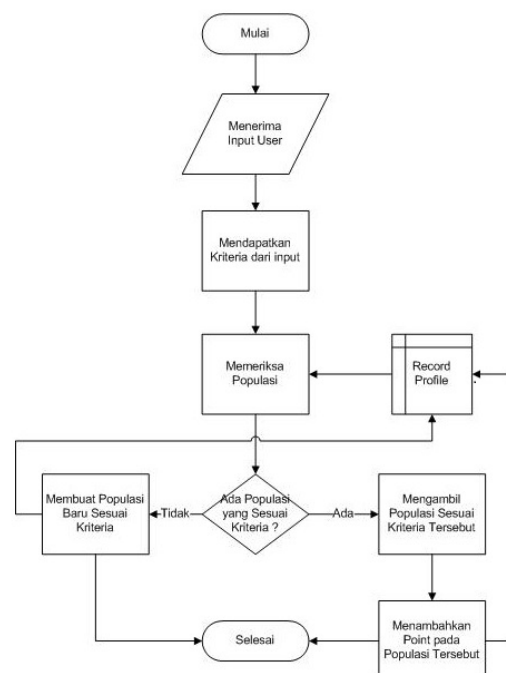 Mulai
Menerima
Input User
Mendapatkan
Kriteria dari input
Memeriksa
Populasi
Record
Profile
Membuat Populasi
Baru Sesuai
Kriteria
Tidak
Ada Populasi
yang Sesuai
Kriteria ?
Ada
Mengambil
Populasi Sesuai
Kriteria Tersebut
Selesai
Menambahkan
Point pada
Populasi Tersebut